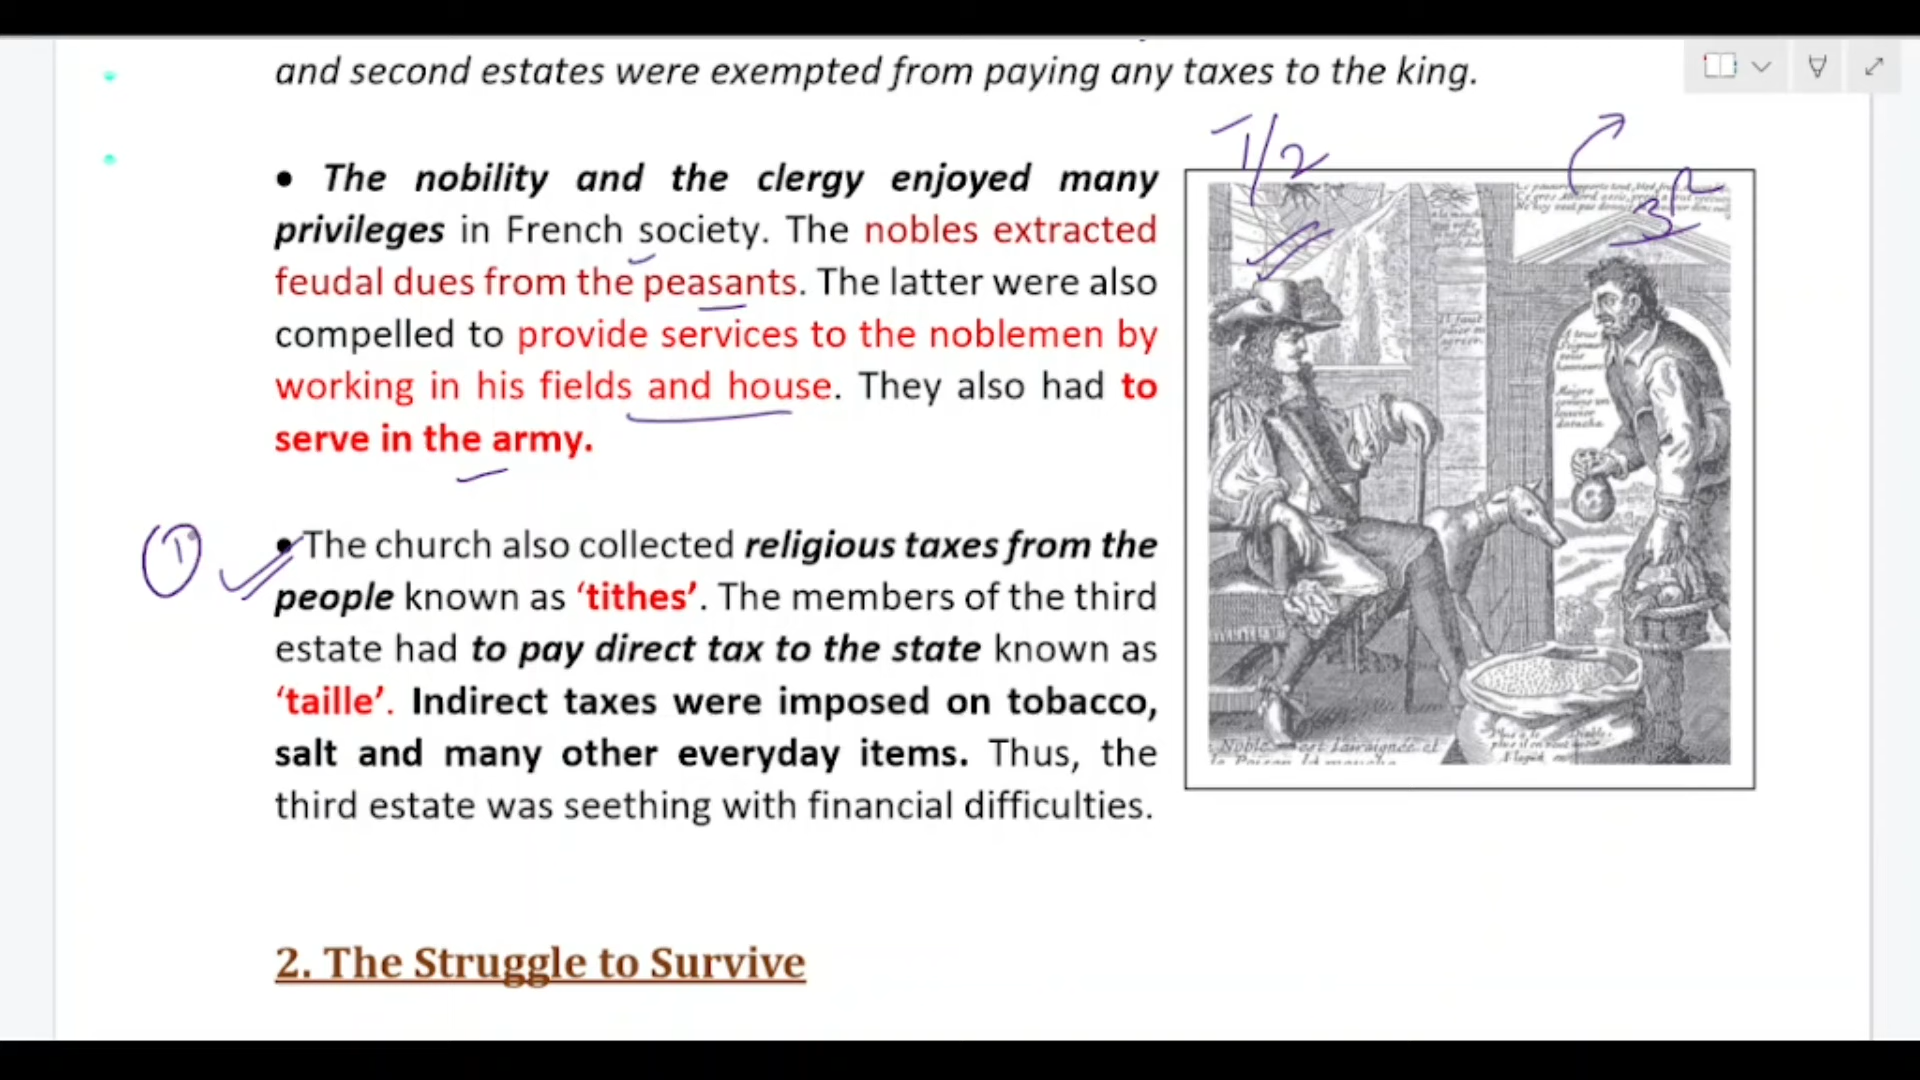 and second estates were exempted from paying any taxes to the king.
1/2
3
• The nobility and the clergy enjoyed many
privileges in French society. The nobles extracted
feudal dues from the peasants. The latter were also
compelled to provide services to the noblemen by
working in his fields and house. They also had to
serve in the army.
1
• The church also collected religious taxes from the
people known as ‘tithes’. The members of the third
estate had to pay direct tax to the state known as
‘taille’. Indirect taxes were imposed on tobacco,
salt and many other everyday items. Thus, the
third estate was seething with financial difficulties.
Noble est
2. The Struggle to Survive